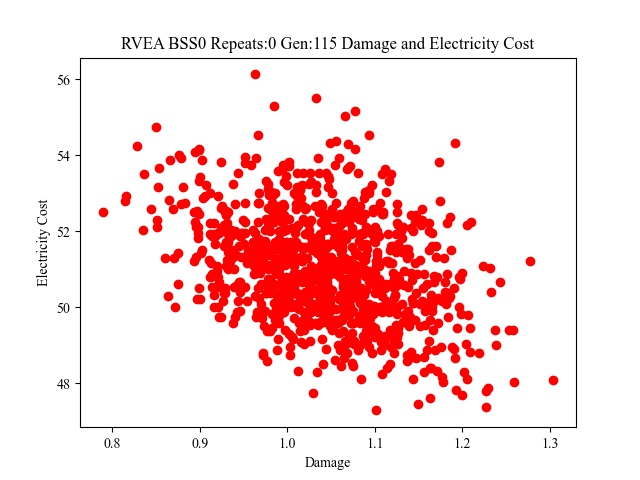 RVEA BSS0 Repeats:0 Gen:115 Damage and Electricity Cost
56
54
52
50
48
Electricity Cost
0.8 0.9 1.0 1.1 1.2 1.3
Damage